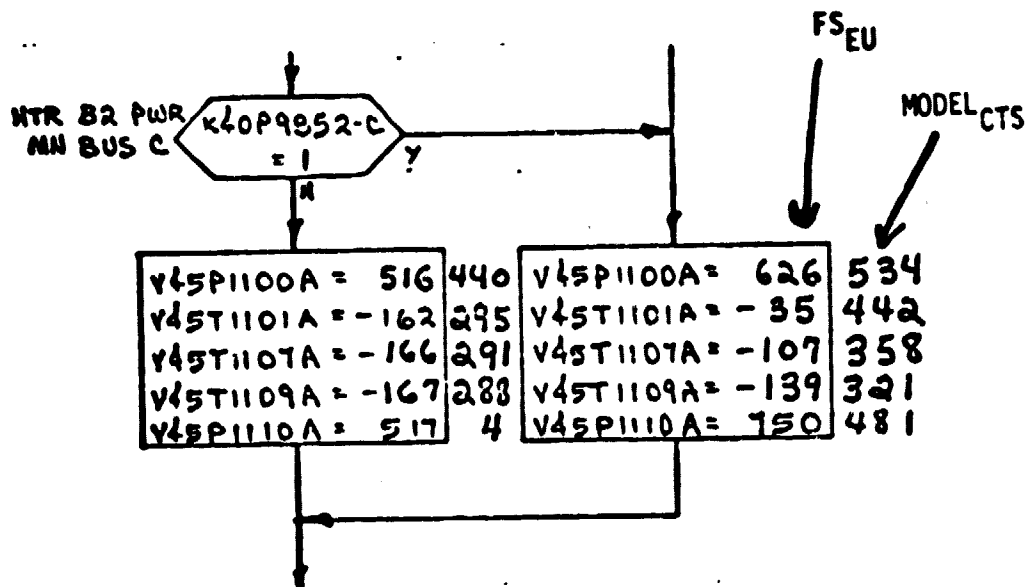 FS EU
MODEL CTS
HTR B2 PWR
MN BUS C
K40P9852-C
= 1
Y
N
V45P1100A = 516 440
V45T1101A = -162 295
V45T1107A = -166 291
V45T1109A = -167 288
V45P1110A = 517 4
V45P1100A = 626 534
V45T1101A = -35 442
V45T1107A = -107 358
V45T1109A = -139 321
V45P1110A = 750 481